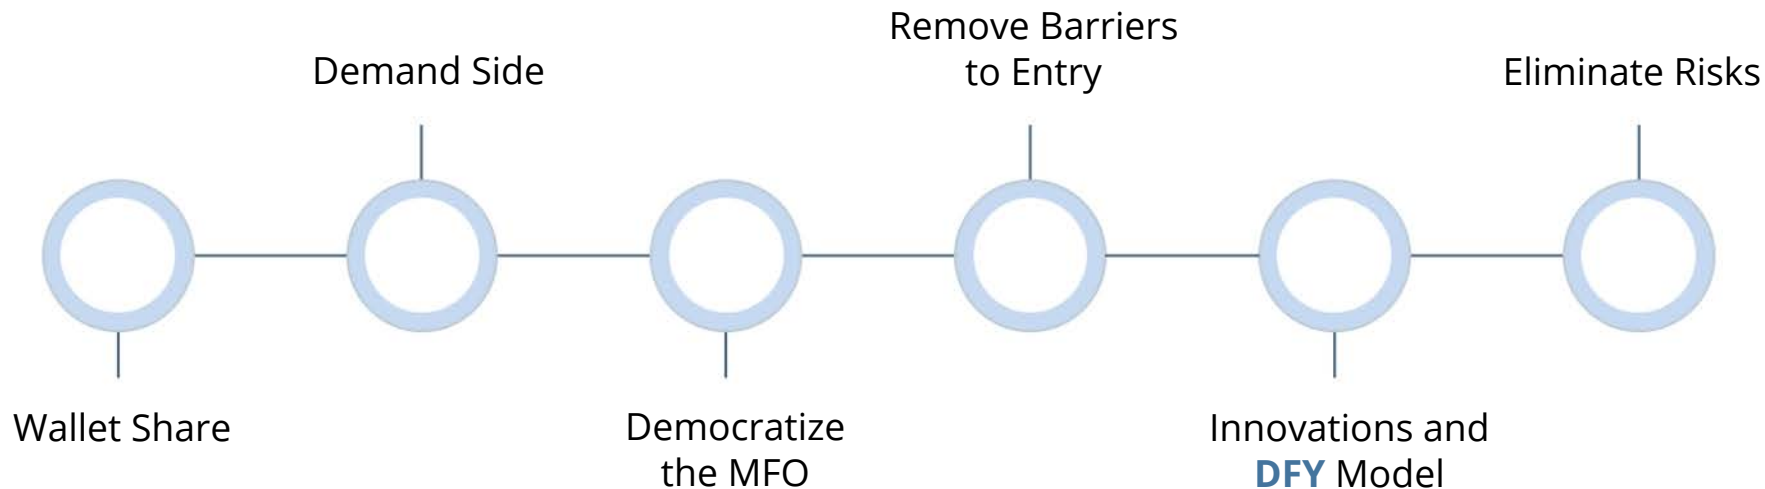 Wallet Share
Demand Side
Democratize
the MFO
Remove Barriers
to Entry
Innovations and
DFY Model
Eliminate Risks